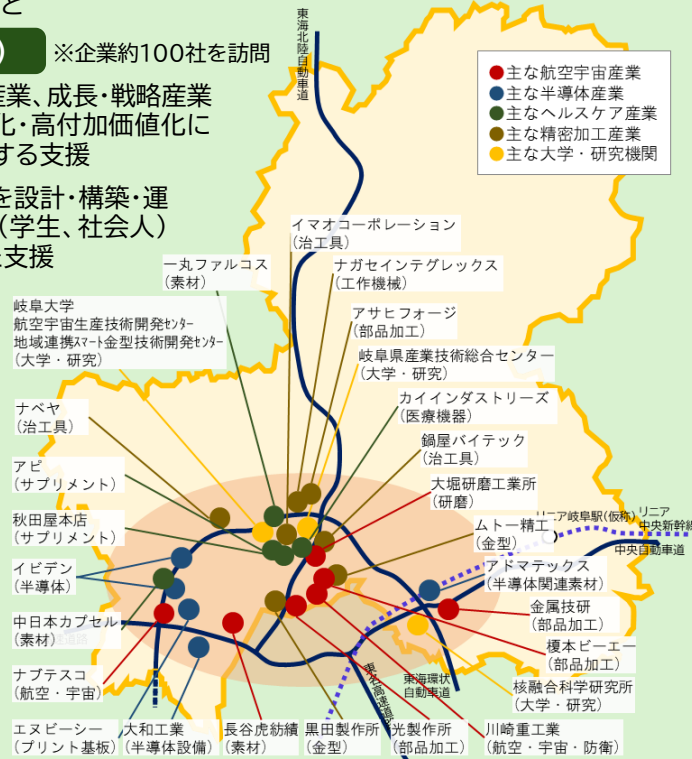 と
※企業約100社を訪問
産業、成長・戦略産業
化・高付加価値化に
する支援
を設計・構築・運
(学生、社会人)
支援
東海北陸自動車道
●主な航空宇宙産業
●主な半導体産業
●主なヘルスケア産業
●主な精密加工産業
●主な大学・研究機関
イマオコーポレーション
(治工具)
一丸ファルコス
(素材)
ナガセインテグレックス
(工作機械)
岐阜大学
航空宇宙生産技術開発センター
地域連携スマート金型技術開発センター
(大学・研究)
アサヒフォージ
(部品加工)
岐阜県産業技術総合センター
(大学・研究)
カイインダストリーズ
(医療機器)
ナベヤ
(治工具)
鍋屋バイテック
(治工具)
アピ
(サプリメント)
大堀研磨工業所
(研磨)
秋田屋本店
(サプリメント)
ムトー精工
(金型)
リニア岐阜駅(仮称)
リニア
中央新幹線
中央自動車道
イビデン
(半導体)
アドマテックス
(半導体関連素材)
中日本カプセル
(素材)
金属技研
(部品加工)
榎本ビーエー
(部品加工)
ナブテスコ
(航空・宇宙)
東名高速道路
東海環状
自動車道
核融合科学研究所
(大学・研究)
エヌビーシー
(プリント基板)
大和工業
(半導体設備)
長谷虎紡績
(素材)
黒田製作所
(金型)
光製作所
(部品加工)
川崎重工業
(航空・宇宙・防衛)